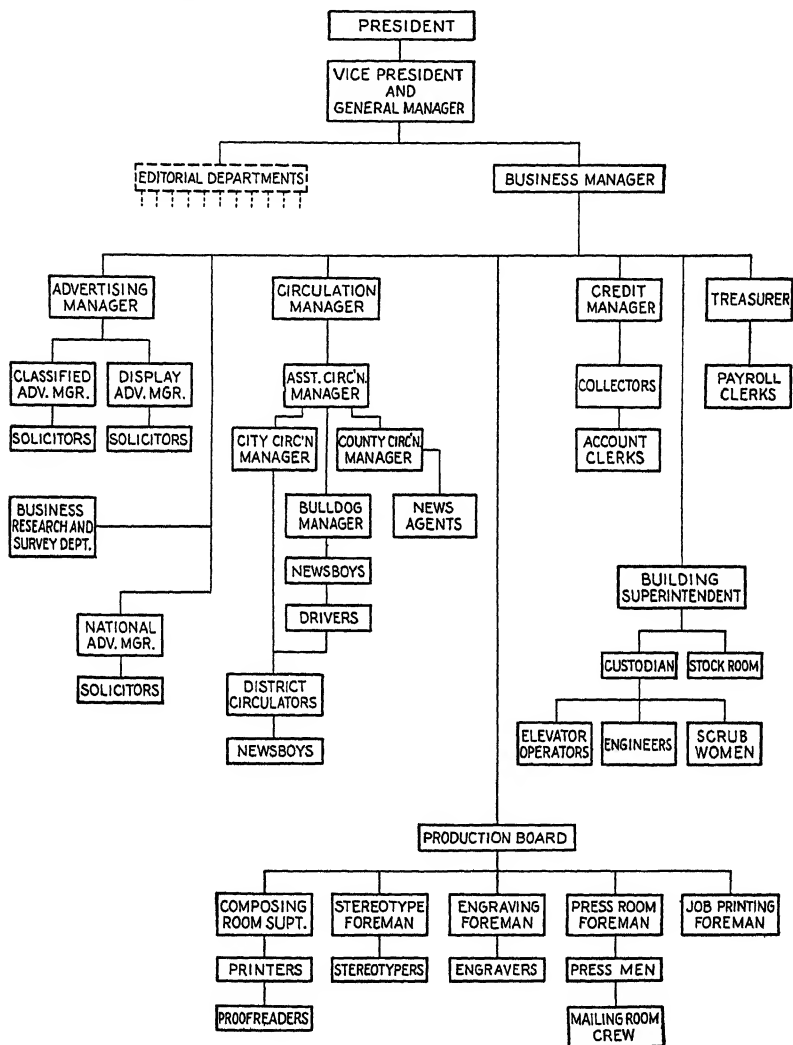 PRESIDENT
VICE PRESIDENT
AND
GENERAL MANAGER
EDITORIAL DEPARTMENTS
BUSINESS MANAGER
ADVERTISING
MANAGER
CIRCULATION
MANAGER
CREDIT
MANAGER
TREASURER
CLASSIFIED
ADV. MGR.
DISPLAY
ADV. MGR.
ASST. CIRC'N.
MANAGER
COLLECTORS
PAYROLL
CLERKS
SOLICITORS
SOLICITORS
CITY CIRC'N
MANAGER
COUNTY CIRC'N.
MANAGER
ACCOUNT
CLERKS
BUSINESS
RESEARCH AND
SURVEY DEPT.
BULLDOG
MANAGER
NEWS
AGENTS
NEWSBOYS
BUILDING
SUPERINTENDENT
DRIVERS
NATIONAL
ADV. MGR.
CUSTODIAN
STOCK ROOM
SOLICITORS
DISTRICT
CIRCULATORS
ELEVATOR
OPERATORS
ENGINEERS
SCRUB
WOMEN
NEWSBOYS
PRODUCTION BOARD
COMPOSING
ROOM SUPT.
STEREOTYPE
FOREMAN
ENGRAVING
FOREMAN
PRESS ROOM
FOREMAN
JOB PRINTING
FOREMAN
PRINTERS
STEREOTYPERS
ENGRAVERS
PRESS MEN
PROOFREADERS
MAILING ROOM
CREW